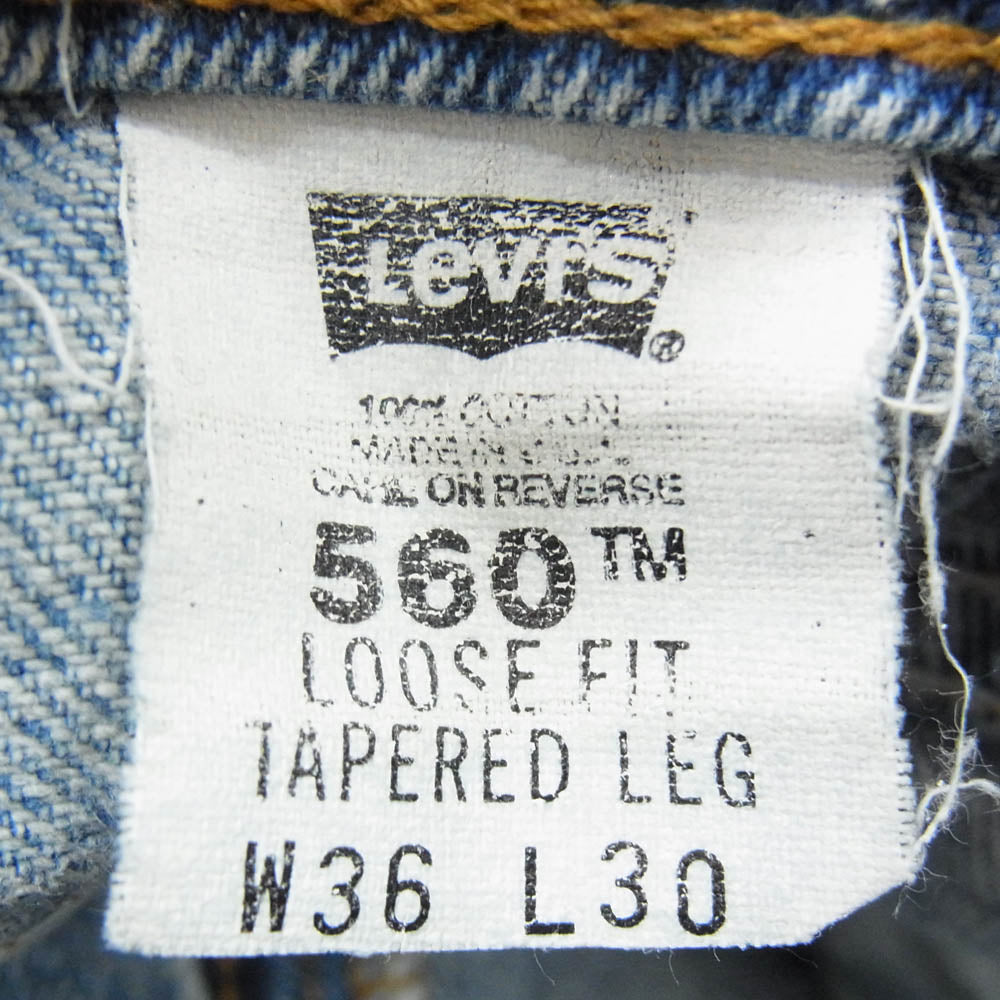 Levi's
®
100% COTTON
MADE IN U.S.A.
CARE ON REVERSE
560™
LOOSE FIT
TAPERED LEG
W36 L30